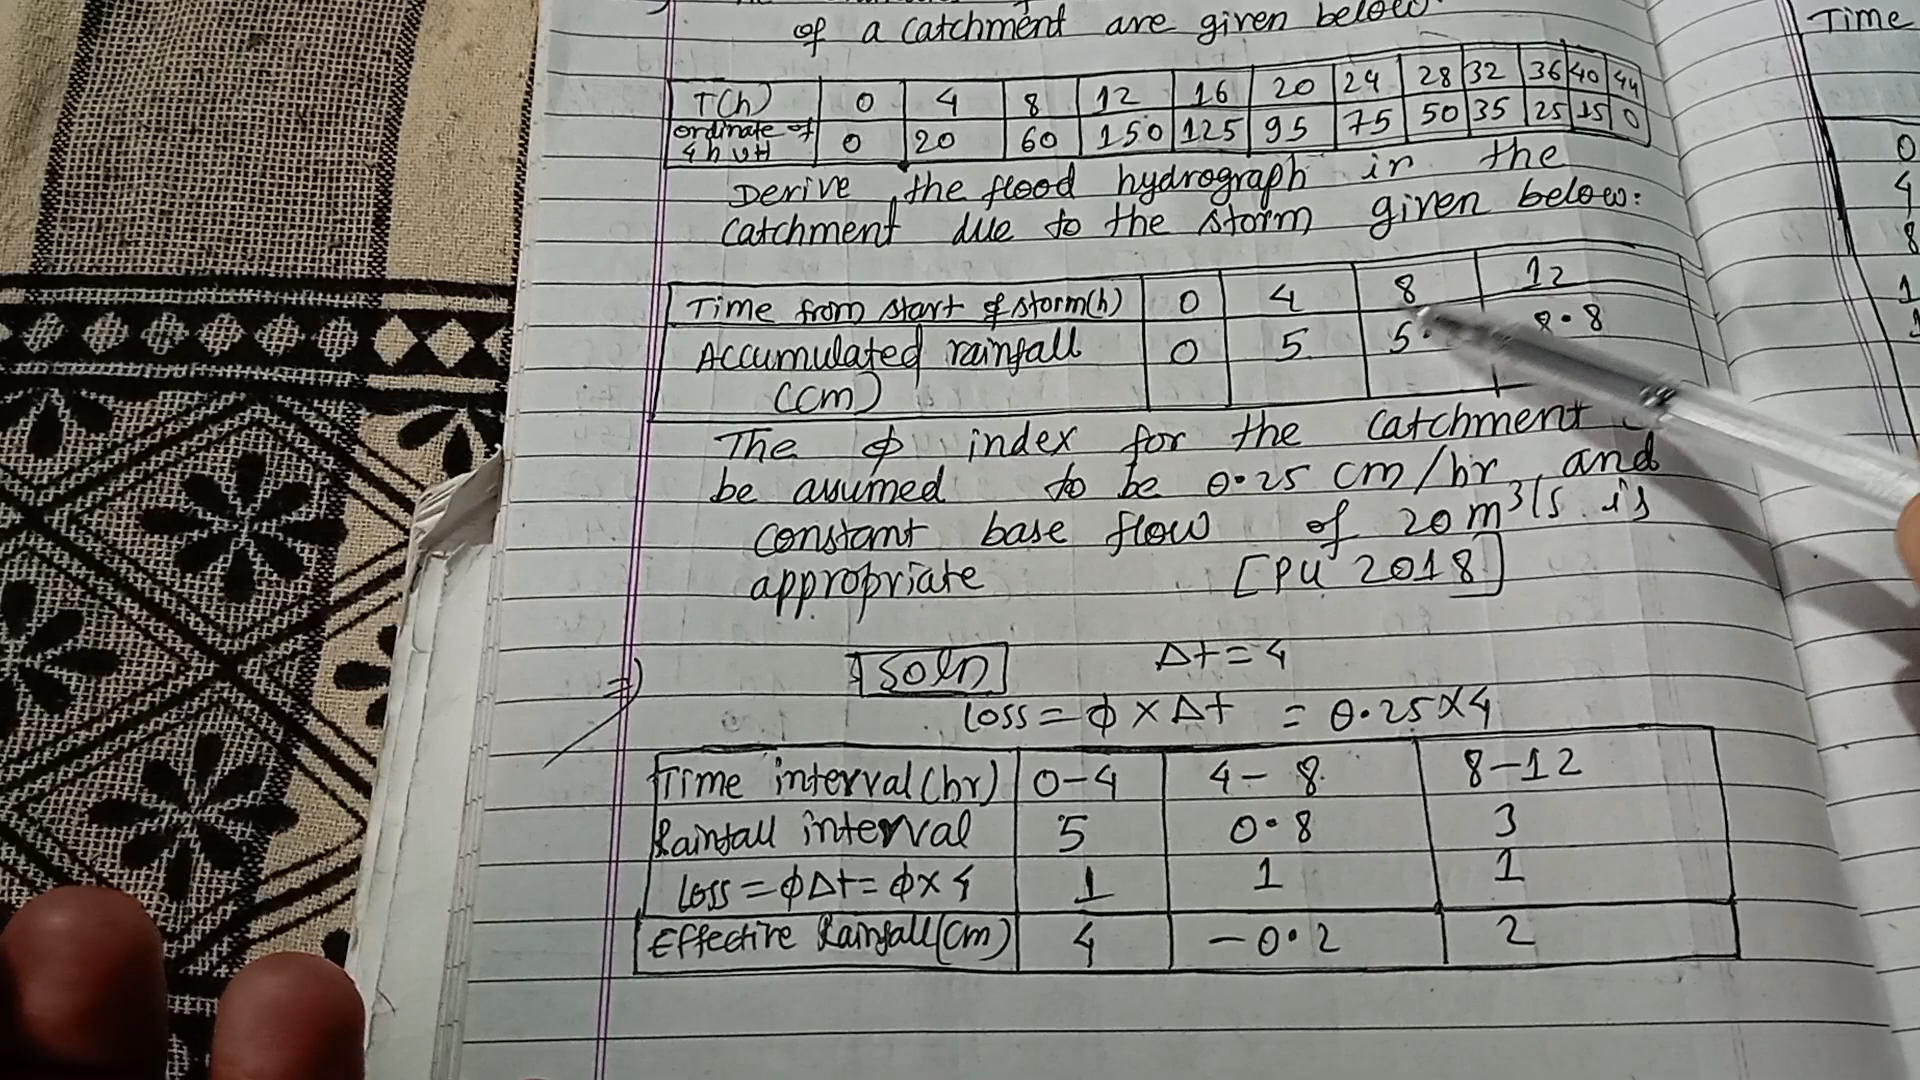 of a catchment are given below.
T(h) 0 4 8 12 16 20 24 28 32 36 40 44
ordinate of 4h UH 0 20 60 150 125 95 75 50 35 25 15 0
Derive the flood hydrograph in the
catchment due to the storm given below:
Time from start of storm(h) 0 4 8 12
Accumulated rainfall (cm) 0 5 5. 8.8
The φ index for the catchment
be assumed to be 0.25 cm/hr and
constant base flow of 20 m³/s is
appropriate [PU 2018]
=) Soln Δt = 4
Loss = φ × Δt = 0.25×4
Time interval(hr) 0-4 4- 8 8-12
Rainfall interval 5 0.8 3
Loss = φΔt = φ×4 1 1 1
Effective Rainfall(cm) 4 -0.2 2
Time
0
4
8
1
1